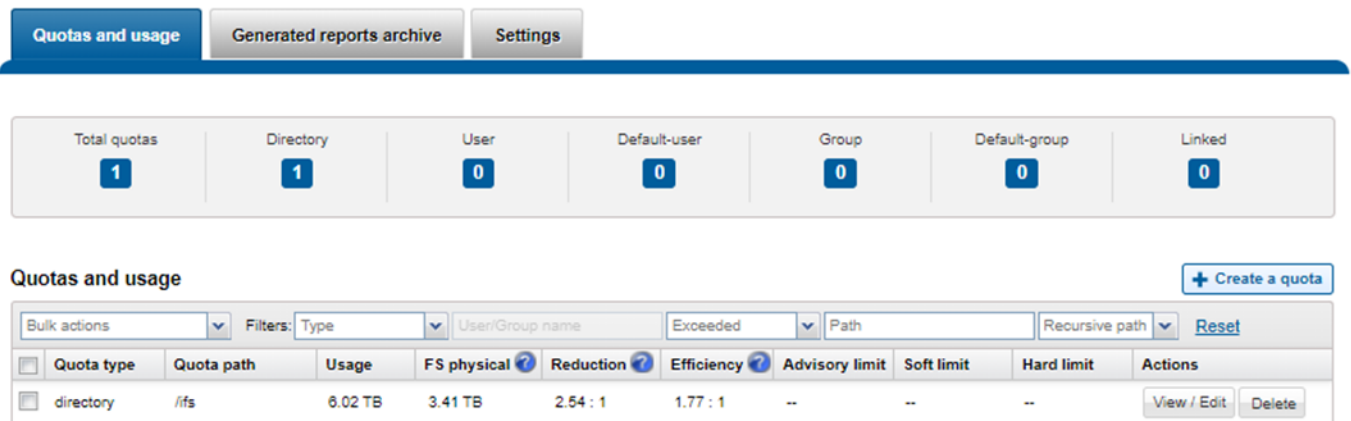 Quotas and usage Generated reports archive Settings
Total quotas Directory User Default-user Group Default-group Linked
1 1 0 0 0 0 0
Quotas and usage + Create a quota
Bulk actions Filters: Type User/Group name Exceeded Path Recursive path Reset
Quota type Quota path Usage FS physical ? Reduction ? Efficiency ? Advisory limit Soft limit Hard limit Actions
directory /ifs 6.02 TB 3.41 TB 2.54 : 1 1.77 : 1 -- -- -- View / Edit Delete